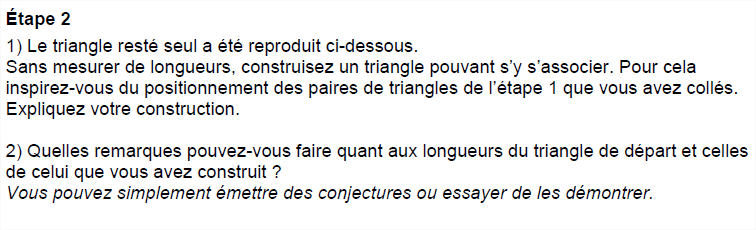 Étape 2
1) Le triangle resté seul a été reproduit ci-dessous.
Sans mesurer de longueurs, construisez un triangle pouvant s’y s’associer. Pour cela
inspirez-vous du positionnement des paires de triangles de l’étape 1 que vous avez collés.
Expliquez votre construction.
2) Quelles remarques pouvez-vous faire quant aux longueurs du triangle de départ et celles
de celui que vous avez construit ?
Vous pouvez simplement émettre des conjectures ou essayer de les démontrer.